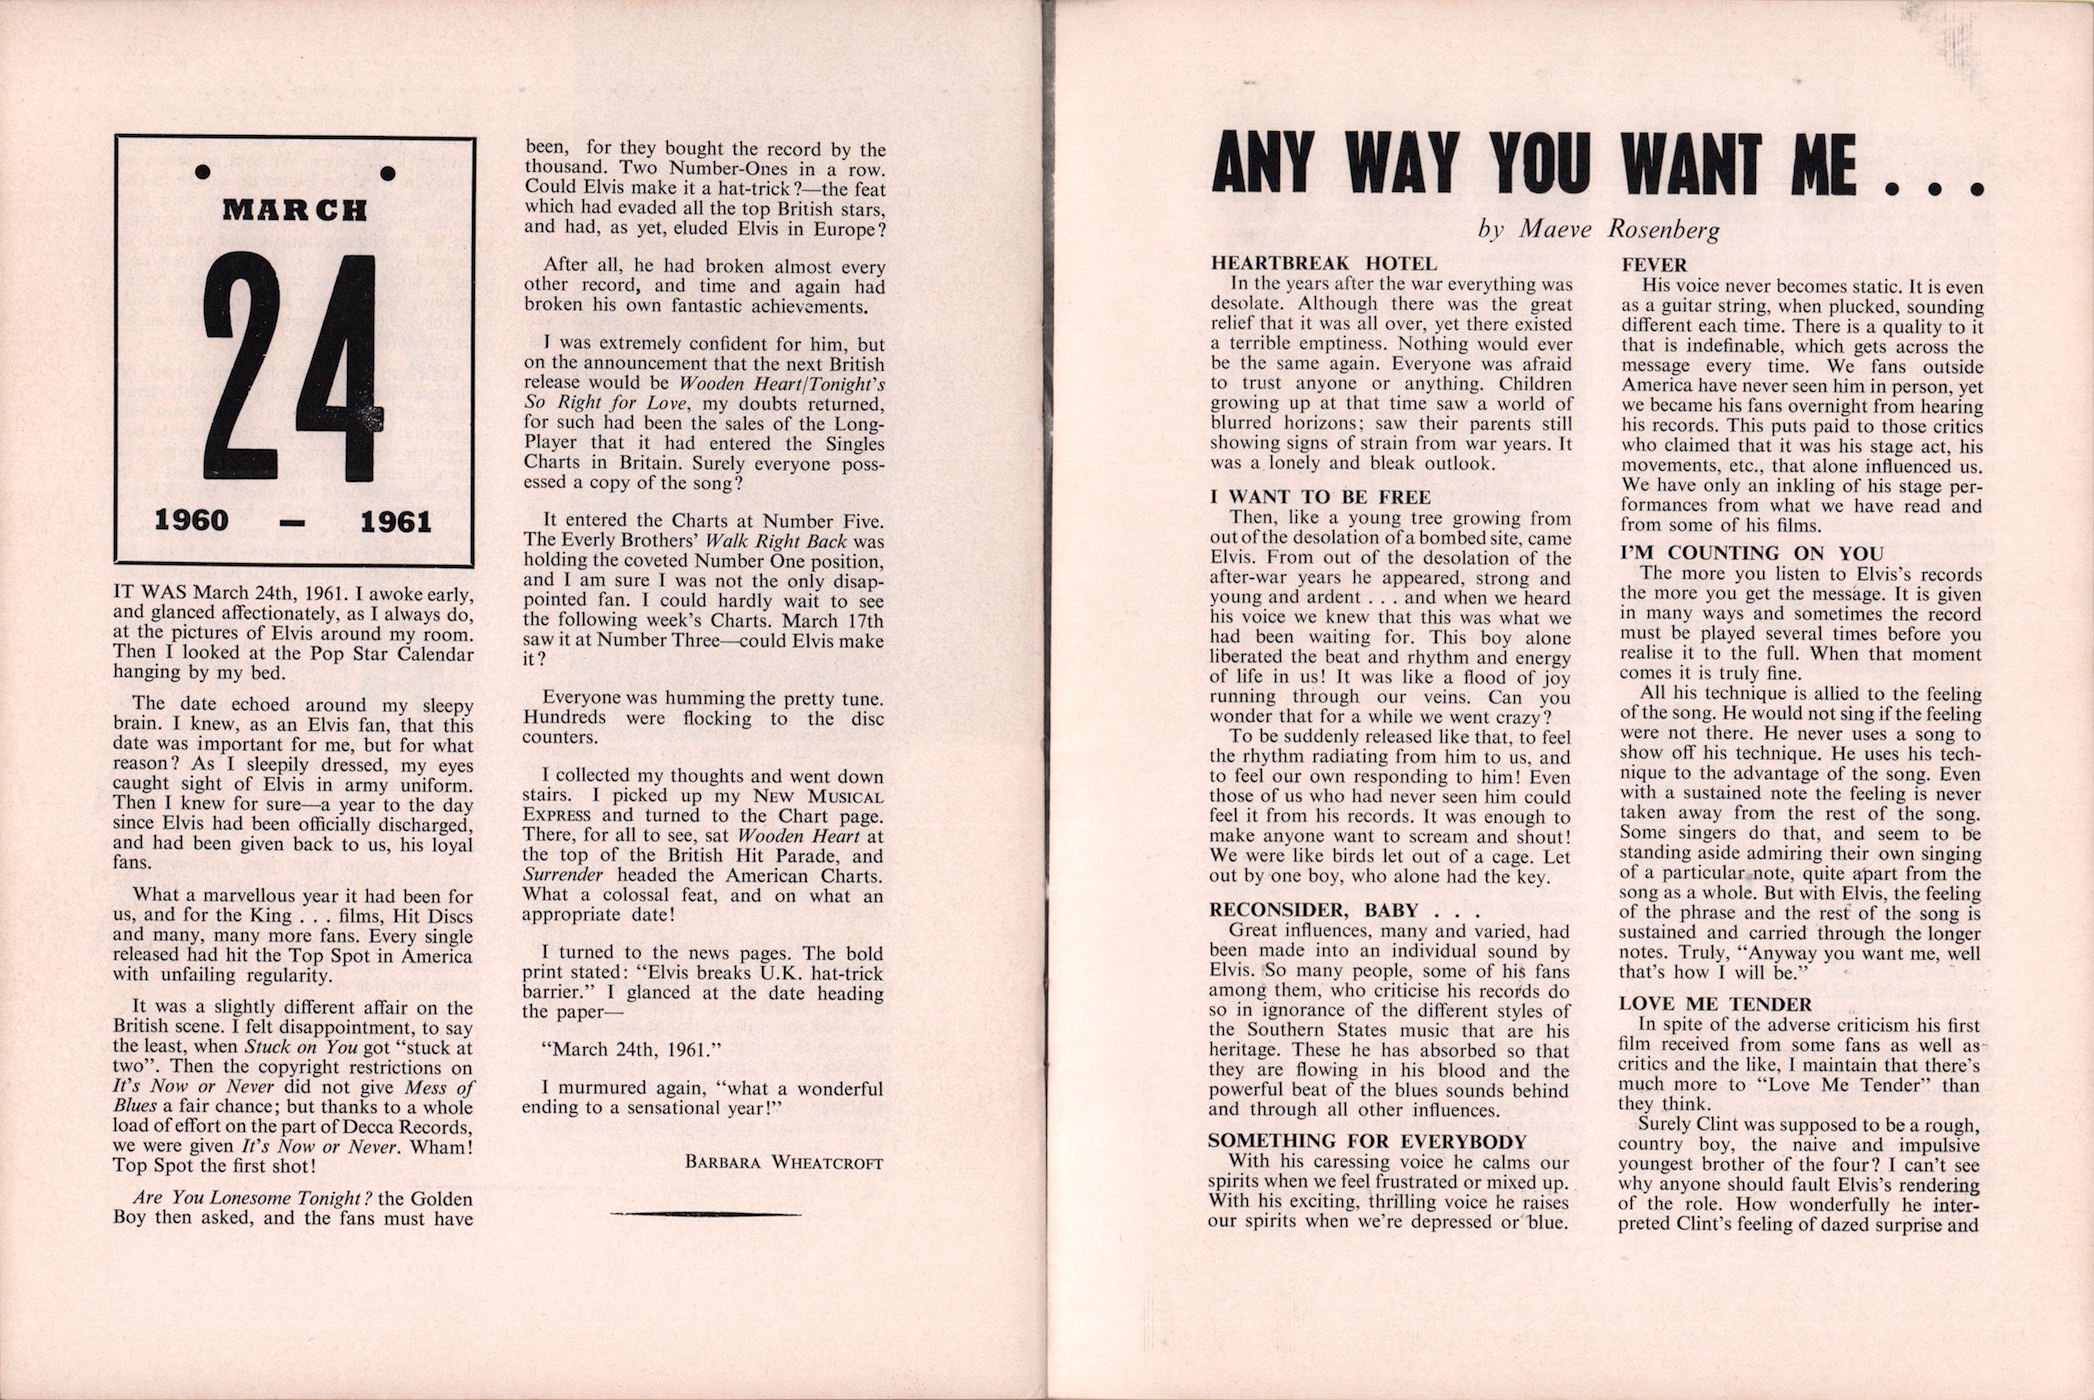 MARCH
24
1960 — 1961
IT WAS March 24th, 1961. I awoke early,
and glanced affectionately, as I always do,
at the pictures of Elvis around my room.
Then I looked at the Pop Star Calendar
hanging by my bed.
The date echoed around my sleepy
brain. I knew, as an Elvis fan, that this
date was important for me, but for what
reason? As I sleepily dressed, my eyes
caught sight of Elvis in army uniform.
Then I knew for sure—a year to the day
since Elvis had been officially discharged,
and had been given back to us, his loyal
fans.
What a marvellous year it had been for
us, and for the King . . . films, Hit Discs
and many, many more fans. Every single
released had hit the Top Spot in America
with unfailing regularity.
It was a slightly different affair on the
British scene. I felt disappointment, to say
the least, when Stuck on You got “stuck at
two”. Then the copyright restrictions on
It's Now or Never did not give Mess of
Blues a fair chance; but thanks to a whole
load of effort on the part of Decca Records,
we were given It's Now or Never. Wham!
Top Spot the first shot!
Are You Lonesome Tonight? the Golden
Boy then asked, and the fans must have
been, for they bought the record by the
thousand. Two Number-Ones in a row.
Could Elvis make it a hat-trick?—the feat
which had evaded all the top British stars,
and had, as yet, eluded Elvis in Europe?
After all, he had broken almost every
other record, and time and again had
broken his own fantastic achievements.
I was extremely confident for him, but
on the announcement that the next British
release would be Wooden Heart/Tonight's
So Right for Love, my doubts returned,
for such had been the sales of the Long-
Player that it had entered the Singles
Charts in Britain. Surely everyone poss-
essed a copy of the song?
It entered the Charts at Number Five.
The Everly Brothers' Walk Right Back was
holding the coveted Number One position,
and I am sure I was not the only disap-
pointed fan. I could hardly wait to see
the following week's Charts. March 17th
saw it at Number Three—could Elvis make
it?
Everyone was humming the pretty tune.
Hundreds were flocking to the disc
counters.
I collected my thoughts and went down
stairs. I picked up my NEW MUSICAL
EXPRESS and turned to the Chart page.
There, for all to see, sat Wooden Heart at
the top of the British Hit Parade, and
Surrender headed the American Charts.
What a colossal feat, and on what an
appropriate date!
I turned to the news pages. The bold
print stated: “Elvis breaks U.K. hat-trick
barrier.” I glanced at the date heading
the paper—
“March 24th, 1961.”
I murmured again, “what a wonderful
ending to a sensational year!”
BARBARA WHEATCROFT
ANY WAY YOU WANT ME . . .
by Maeve Rosenberg
HEARTBREAK HOTEL
In the years after the war everything was
desolate. Although there was the great
relief that it was all over, yet there existed
a terrible emptiness. Nothing would ever
be the same again. Everyone was afraid
to trust anyone or anything. Children
growing up at that time saw a world of
blurred horizons; saw their parents still
showing signs of strain from war years. It
was a lonely and bleak outlook.
I WANT TO BE FREE
Then, like a young tree growing from
out of the desolation of a bombed site, came
Elvis. From out of the desolation of the
after-war years he appeared, strong and
young and ardent . . . and when we heard
his voice we knew that this was what we
had been waiting for. This boy alone
liberated the beat and rhythm and energy
of life in us! It was like a flood of joy
running through our veins. Can you
wonder that for a while we went crazy?
To be suddenly released like that, to feel
the rhythm radiating from him to us, and
to feel our own responding to him! Even
those of us who had never seen him could
feel it from his records. It was enough to
make anyone want to scream and shout!
We were like birds let out of a cage. Let
out by one boy, who alone had the key.
RECONSIDER, BABY . . .
Great influences, many and varied, had
been made into an individual sound by
Elvis. So many people, some of his fans
among them, who criticise his records do
so in ignorance of the different styles of
the Southern States music that are his
heritage. These he has absorbed so that
they are flowing in his blood and the
powerful beat of the blues sounds behind
and through all other influences.
SOMETHING FOR EVERYBODY
With his caressing voice he calms our
spirits when we feel frustrated or mixed up.
With his exciting, thrilling voice he raises
our spirits when we're depressed or blue.
FEVER
His voice never becomes static. It is even
as a guitar string, when plucked, sounding
different each time. There is a quality to it
that is indefinable, which gets across the
message every time. We fans outside
America have never seen him in person, yet
we became his fans overnight from hearing
his records. This puts paid to those critics
who claimed that it was his stage act, his
movements, etc., that alone influenced us.
We have only an inkling of his stage per-
formances from what we have read and
from some of his films.
I'M COUNTING ON YOU
The more you listen to Elvis's records
the more you get the message. It is given
in many ways and sometimes the record
must be played several times before you
realise it to the full. When that moment
comes it is truly fine.
All his technique is allied to the feeling
of the song. He would not sing if the feeling
were not there. He never uses a song to
show off his technique. He uses his tech-
nique to the advantage of the song. Even
with a sustained note the feeling is never
taken away from the rest of the song.
Some singers do that, and seem to be
standing aside admiring their own singing
of a particular note, quite apart from the
song as a whole. But with Elvis, the feeling
of the phrase and the rest of the song is
sustained and carried through the longer
notes. Truly, “Anyway you want me, well
that's how I will be.”
LOVE ME TENDER
In spite of the adverse criticism his first
film received from some fans as well as
critics and the like, I maintain that there's
much more to “Love Me Tender” than
they think.
Surely Clint was supposed to be a rough,
country boy, the naive and impulsive
youngest brother of the four? I can't see
why anyone should fault Elvis's rendering
of the role. How wonderfully he inter-
preted Clint's feeling of dazed surprise and